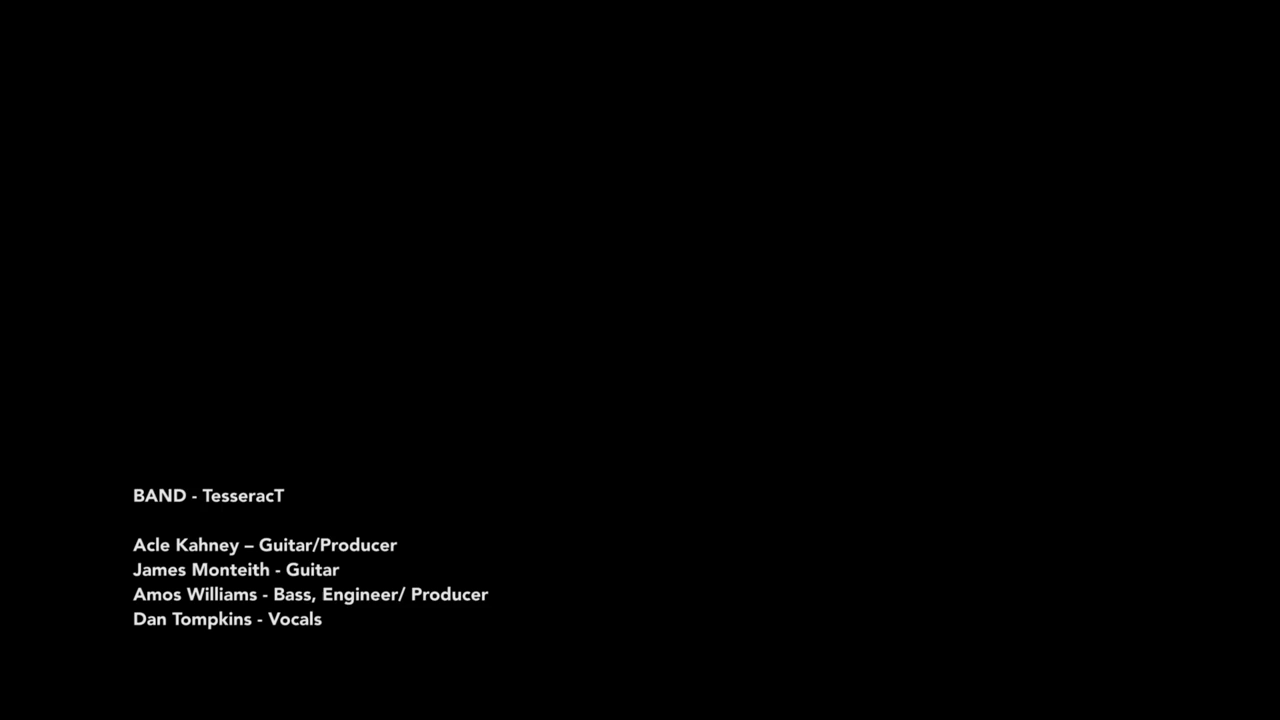 BAND - TesseracT
Acle Kahney – Guitar/Producer
James Monteith - Guitar
Amos Williams - Bass, Engineer/ Producer
Dan Tompkins - Vocals